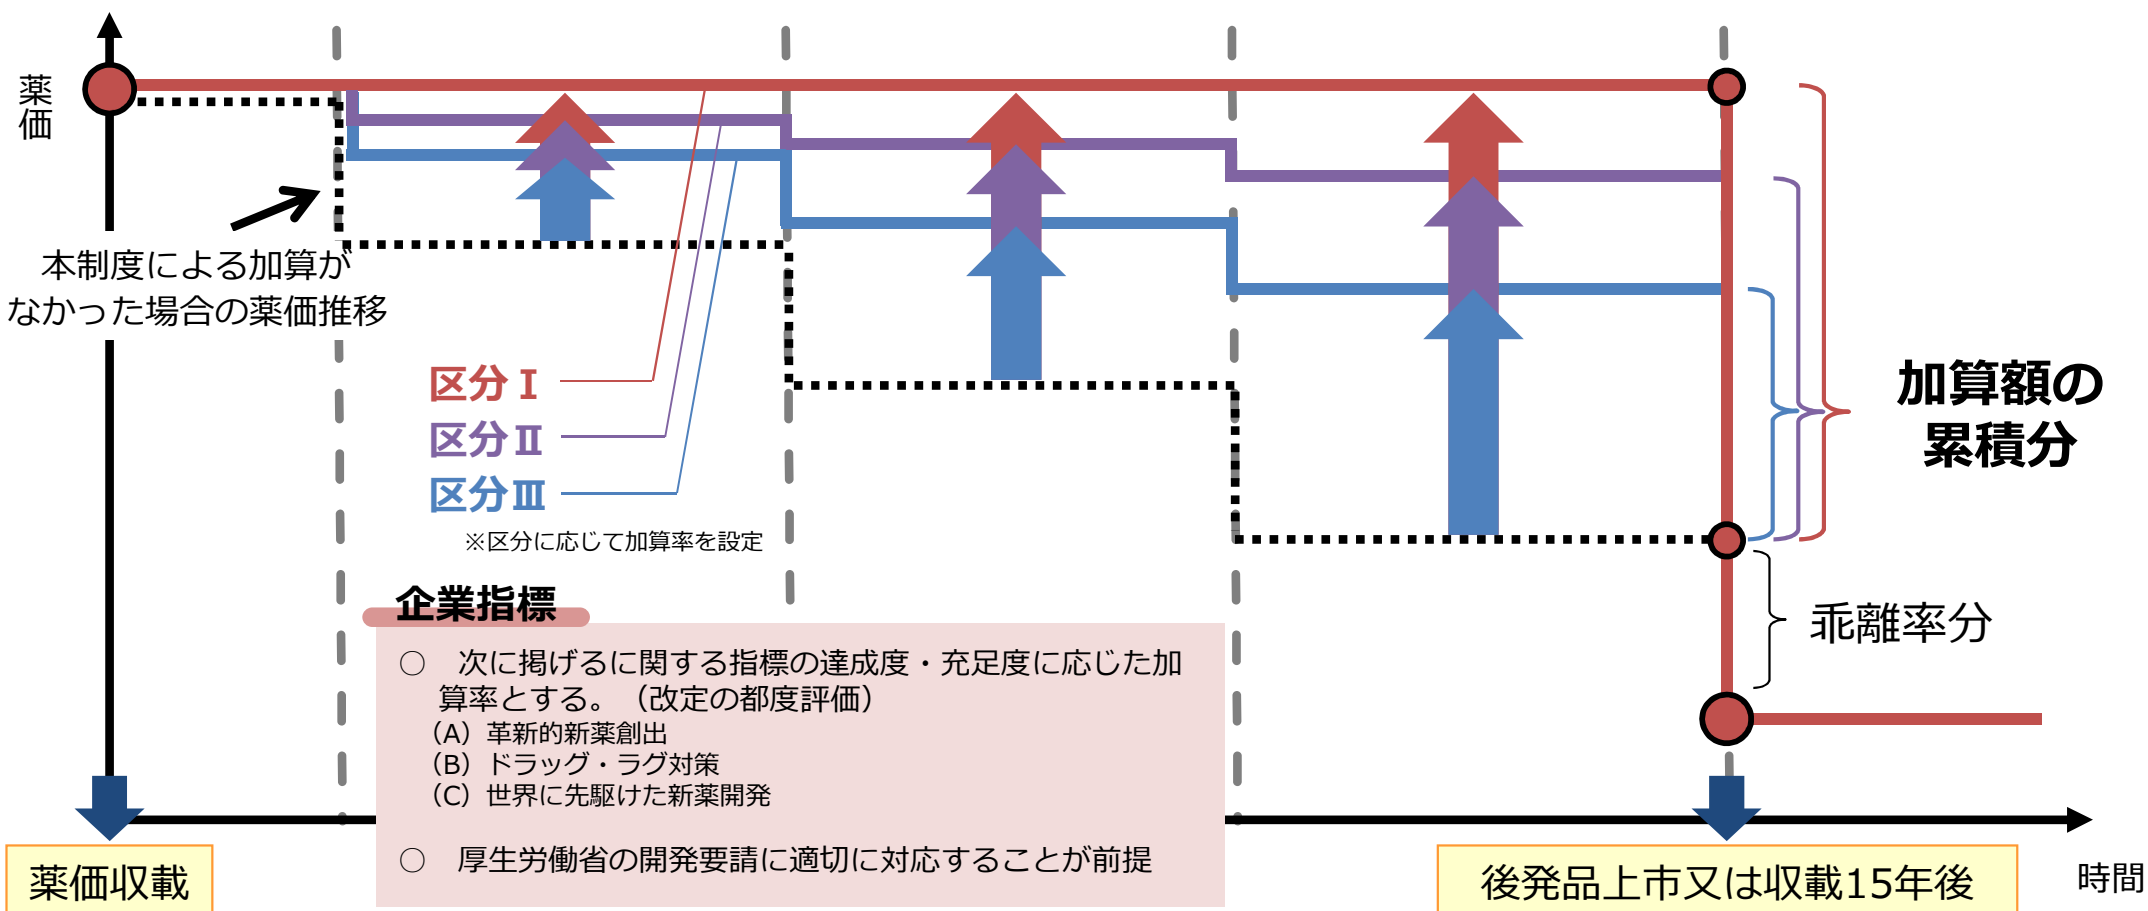 薬価
本制度による加算が
なかった場合の薬価推移
区分Ⅰ
区分Ⅱ
区分Ⅲ
※区分に応じて加算率を設定
加算額の
累積分
乖離率分
企業指標
○　次に掲げるに関する指標の達成度・充足度に応じた加
算率とする。（改定の都度評価）
（A）革新的新薬創出
（B）ドラッグ・ラグ対策
（C）世界に先駆けた新薬開発
○　厚生労働省の開発要請に適切に対応することが前提
薬価収載
後発品上市又は収載15年後
時間